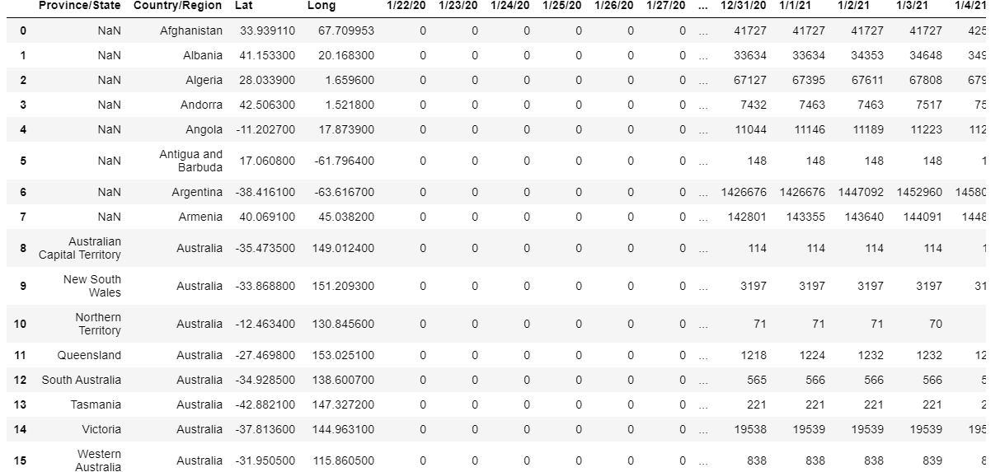 Province/State Country/Region Lat Long 1/22/20 1/23/20 1/24/20 1/25/20 1/26/20 1/27/20 ... 12/31/20 1/1/21 1/2/21 1/3/21 1/4/21
0 NaN Afghanistan 33.939110 67.709953 0 0 0 0 0 0 ... 41727 41727 41727 41727 425
1 NaN Albania 41.153300 20.168300 0 0 0 0 0 0 ... 33634 33634 34353 34648 349
2 NaN Algeria 28.033900 1.659600 0 0 0 0 0 0 ... 67127 67395 67611 67808 679
3 NaN Andorra 42.506300 1.521800 0 0 0 0 0 0 ... 7432 7463 7463 7517 75
4 NaN Angola -11.202700 17.873900 0 0 0 0 0 0 ... 11044 11146 11189 11223 112
5 NaN Antigua and
Barbuda 17.060800 -61.796400 0 0 0 0 0 0 ... 148 148 148 148 1
6 NaN Argentina -38.416100 -63.616700 0 0 0 0 0 0 ... 1426676 1426676 1447092 1452960 14580
7 NaN Armenia 40.069100 45.038200 0 0 0 0 0 0 ... 142801 143355 143640 144091 1448
8 Australian
Capital Territory Australia -35.473500 149.012400 0 0 0 0 0 0 ... 114 114 114 114 1
9 New South
Wales Australia -33.868800 151.209300 0 0 0 0 0 0 ... 3197 3197 3197 3197 31
10 Northern
Territory Australia -12.463400 130.845600 0 0 0 0 0 0 ... 71 71 71 70
11 Queensland Australia -27.469800 153.025100 0 0 0 0 0 0 ... 1218 1224 1232 1232 12
12 South Australia Australia -34.928500 138.600700 0 0 0 0 0 0 ... 565 566 566 566 5
13 Tasmania Australia -42.882100 147.327200 0 0 0 0 0 0 ... 221 221 221 221 2
14 Victoria Australia -37.813600 144.963100 0 0 0 0 0 0 ... 19538 19539 19539 19539 195
15 Western
Australia Australia -31.950500 115.860500 0 0 0 0 0 0 ... 838 838 838 839 8